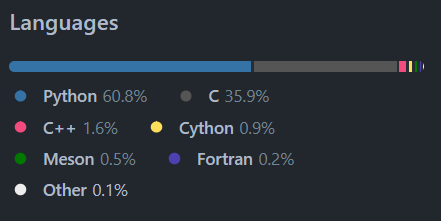 Languages
Python 60.8% C 35.9%
C++ 1.6% Cython 0.9%
Meson 0.5% Fortran 0.2%
Other 0.1%